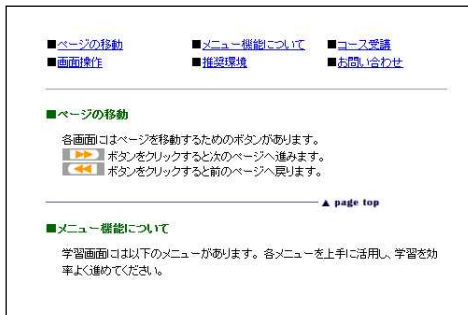 ■ページの移動 ■メニュー機能について ■コース受講
■画面操作 ■推奨環境 ■お問い合わせ
■ページの移動
各画面にはページを移動するためのボタンがあります。
ボタンをクリックすると次のページへ進みます。
ボタンをクリックすると前のページへ戻ります。
▲ page top
■メニュー機能について
学習画面には以下のメニューがあります。各メニューを上手に活用し、学習を効
率よく進めてください。